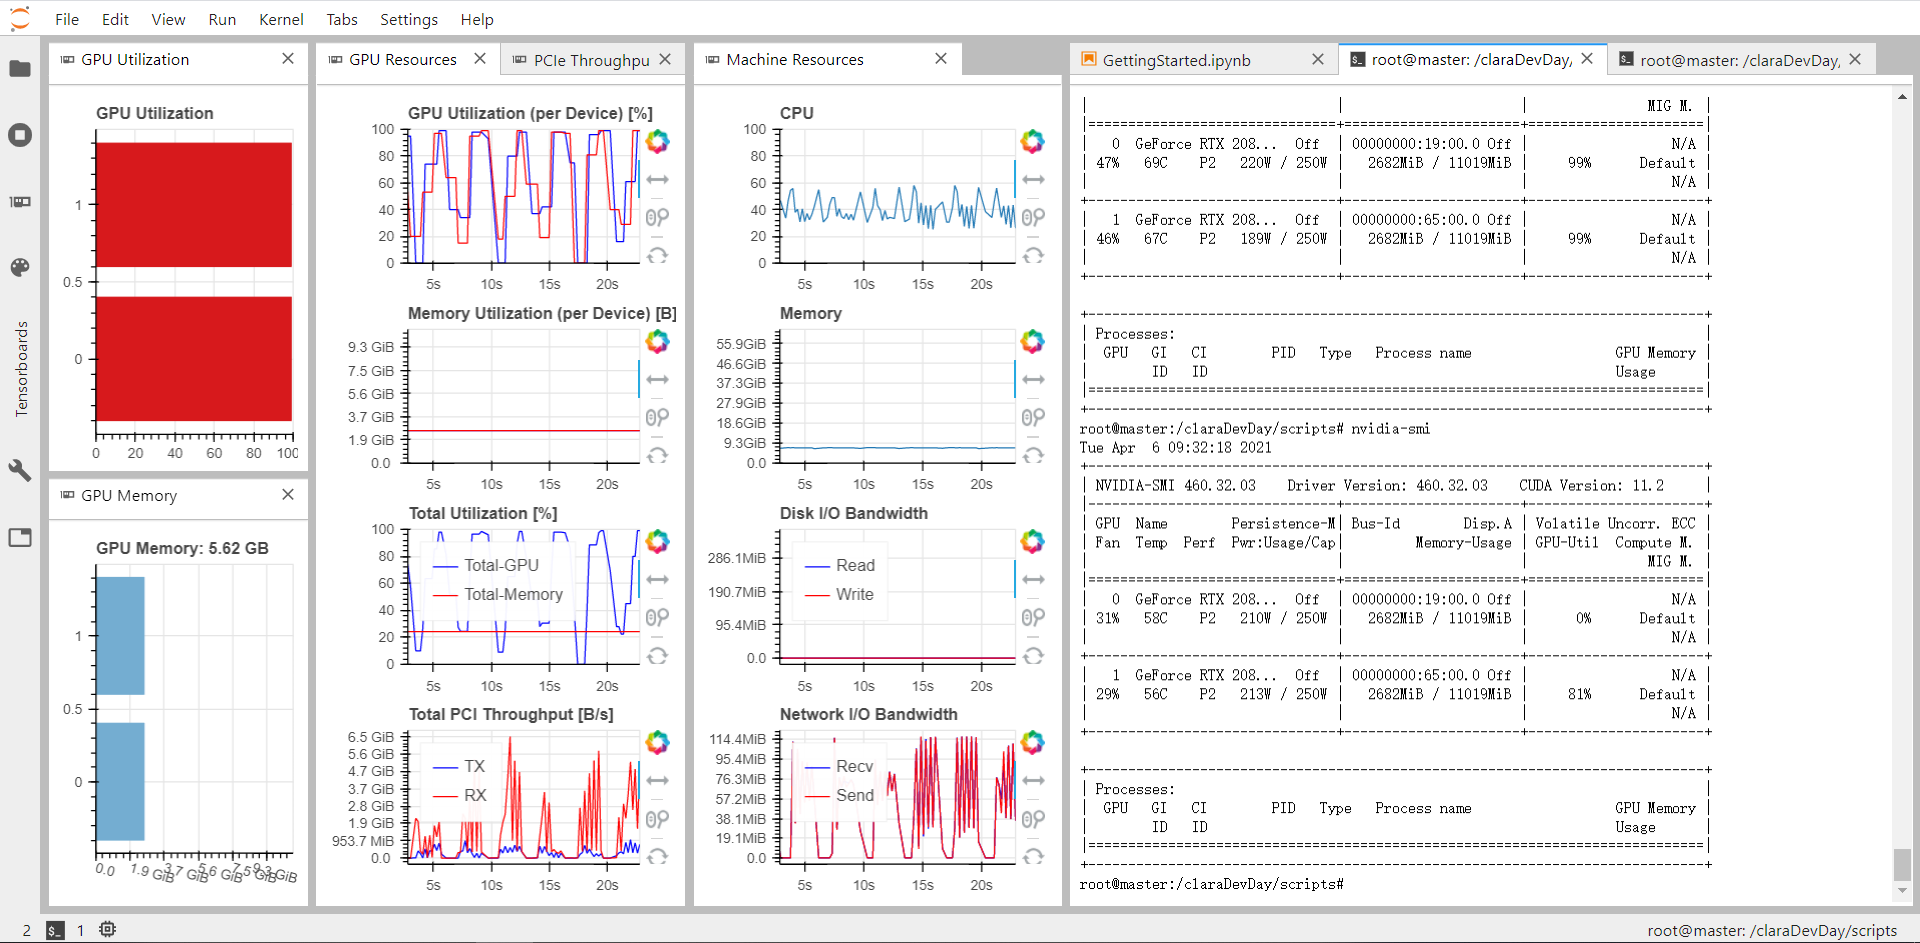 File Edit View Run Kernel Tabs Settings Help
GPU Utilization
GPU Resources
PCIe Throughpu
Machine Resources
GettingStarted.ipynb
root@master: /claraDevDay,
root@master: /claraDevDay,
Tensorboards
GPU Utilization
1
0.5
0
0 20 40 60 80 100
GPU Memory
GPU Memory: 5.62 GB
1
0.5
0
0.0 1.9 GiB 3.7 GiB 5.6 GiB 7.5 GiB 9.3 GiB
GPU Utilization (per Device) [%]
100
80
60
40
20
0
5s 10s 15s 20s
Memory Utilization (per Device) [B]
9.3 GiB
7.5 GiB
5.6 GiB
3.7 GiB
1.9 GiB
0.0
5s 10s 15s 20s
Total Utilization [%]
100
80
60
40
20
0
Total-GPU
Total-Memory
5s 10s 15s 20s
Total PCI Throughput [B/s]
6.5 GiB
5.6 GiB
4.7 GiB
3.7 GiB
2.8 GiB
1.9 GiB
953.7 MiB
0.0
TX
RX
5s 10s 15s 20s
CPU
100
80
60
40
20
0
5s 10s 15s 20s
Memory
55.9GiB
46.6GiB
37.3GiB
27.9GiB
18.6GiB
9.3GiB
0.0
5s 10s 15s 20s
Disk I/O Bandwidth
286.1MiB
190.7MiB
95.4MiB
0.0
Read
Write
5s 10s 15s 20s
Network I/O Bandwidth
114.4MiB
95.4MiB
76.3MiB
57.2MiB
38.1MiB
19.1MiB
0.0
Recv
Send
5s 10s 15s 20s
MIG M.
0 GeForce RTX 208... Off | 00000000:19:00.0 Off | N/A
47% 69C P2 220W / 250W | 2682MiB / 11019MiB | 99% Default
N/A
1 GeForce RTX 208... Off | 00000000:65:00.0 Off | N/A
46% 67C P2 189W / 250W | 2682MiB / 11019MiB | 99% Default
N/A
Processes:
GPU GI CI PID Type Process name GPU Memory
ID ID Usage
root@master:/claraDevDay/scripts# nvidia-smi
Tue Apr 6 09:32:18 2021
NVIDIA-SMI 460.32.03 Driver Version: 460.32.03 CUDA Version: 11.2
GPU Name Persistence-M| Bus-Id Disp.A | Volatile Uncorr. ECC
Fan Temp Perf Pwr:Usage/Cap| Memory-Usage | GPU-Util Compute M.
MIG M.
0 GeForce RTX 208... Off | 00000000:19:00.0 Off | N/A
31% 58C P2 210W / 250W | 2682MiB / 11019MiB | 0% Default
N/A
1 GeForce RTX 208... Off | 00000000:65:00.0 Off | N/A
29% 56C P2 213W / 250W | 2682MiB / 11019MiB | 81% Default
N/A
Processes:
GPU GI CI PID Type Process name GPU Memory
ID ID Usage
root@master:/claraDevDay/scripts#
2 1
root@master: /claraDevDay/scripts